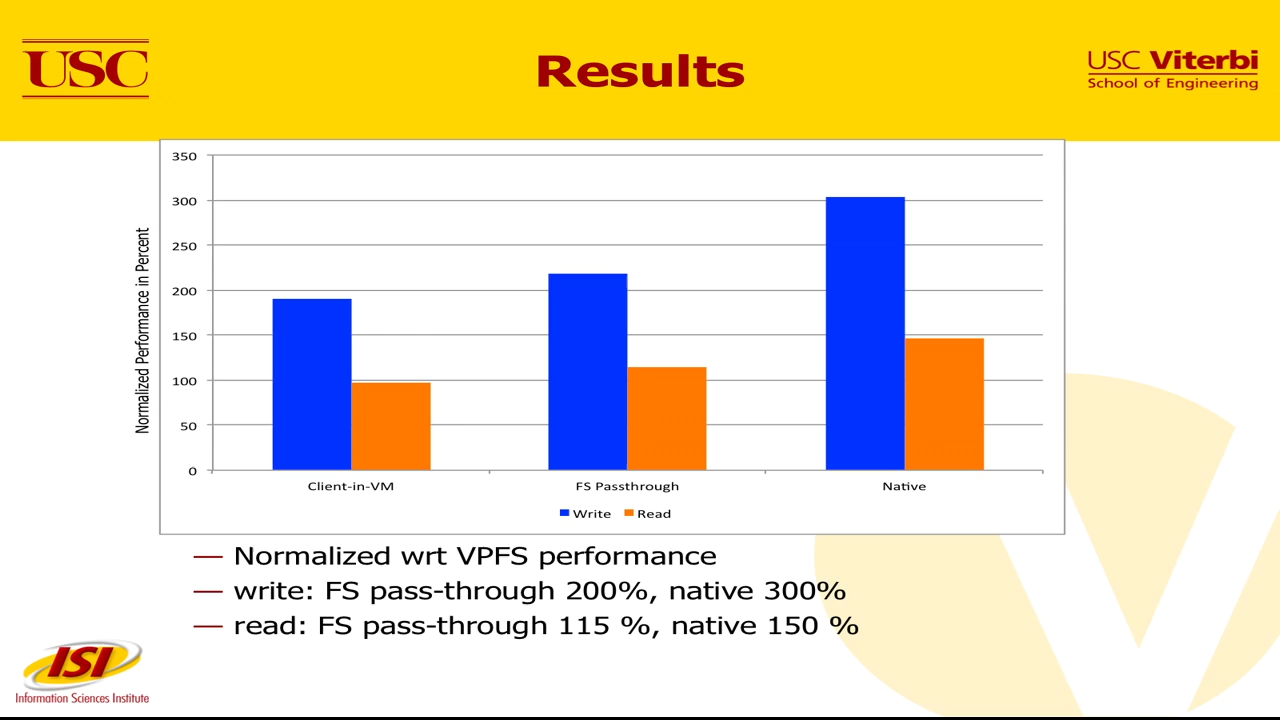 USC
Results
USC Viterbi
School of Engineering
Normalized Performance in Percent
350
300
250
200
150
100
50
0
Client-in-VM
FS Passthrough
Native
Write
Read
— Normalized wrt VPFS performance
— write: FS pass-through 200%, native 300%
— read: FS pass-through 115 %, native 150 %
ISI
Information Sciences Institute